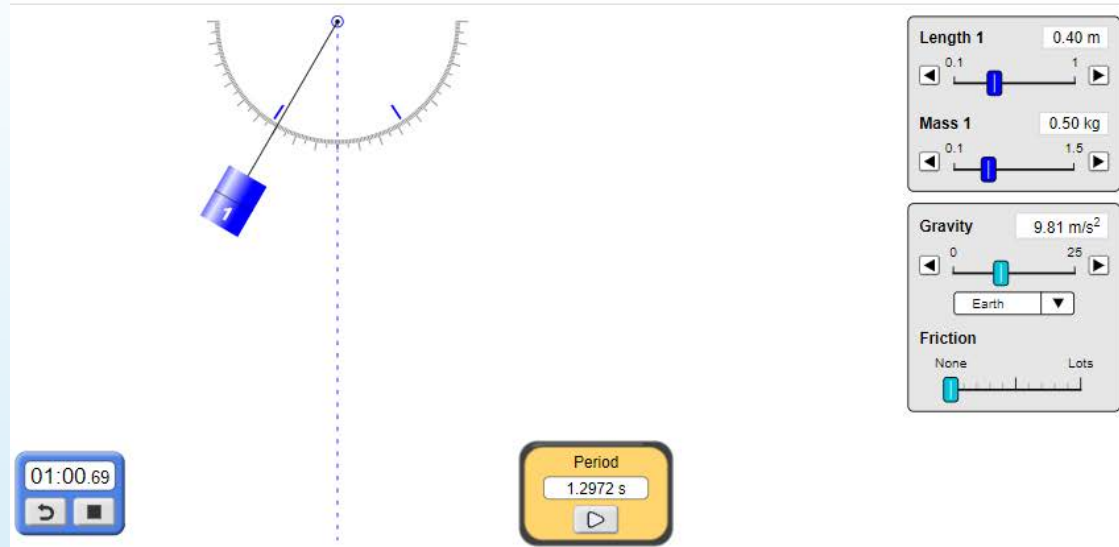 Length 1 0.40 m
0.1 1
Mass 1 0.50 kg
0.1 1.5
1
Gravity 9.81 m/s²
0 25
Earth
Friction
None Lots
01:00.69
Period
1.2972 s